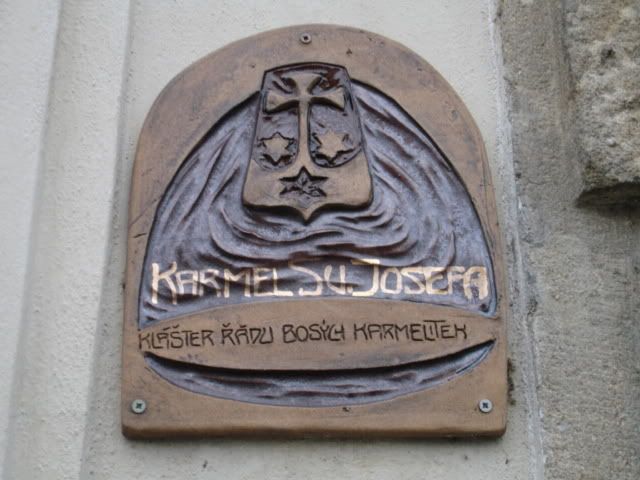 KARMEL SV. JOSEFA
KLÁŠTER ŘÁDU BOSÝCH KARMELITEK